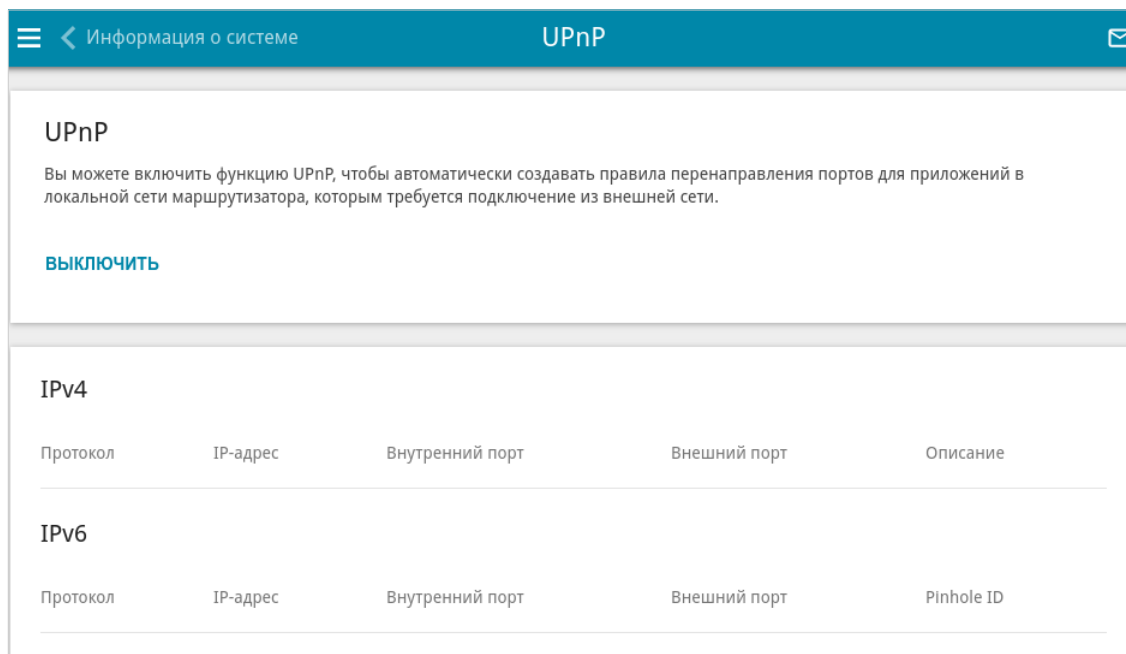 Информация о системе
UPnP
UPnP
Вы можете включить функцию UPnP, чтобы автоматически создавать правила перенаправления портов для приложений в
локальной сети маршрутизатора, которым требуется подключение из внешней сети.
ВЫКЛЮЧИТЬ
IPv4
Протокол IP-адрес Внутренний порт Внешний порт Описание
IPv6
Протокол IP-адрес Внутренний порт Внешний порт Pinhole ID